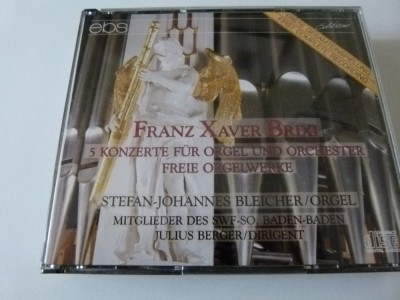 ebs
FRANZ XAVER BRIXI
5 KONZERTE FÜR ORGEL UND ORCHESTER
FREIE ORGELWERKE
STEFAN-JOHANNES BLEICHER/ORGEL
MITGLIEDER DES SWF-SO, BADEN-BADEN
JULIUS BERGER/DIRIGENT